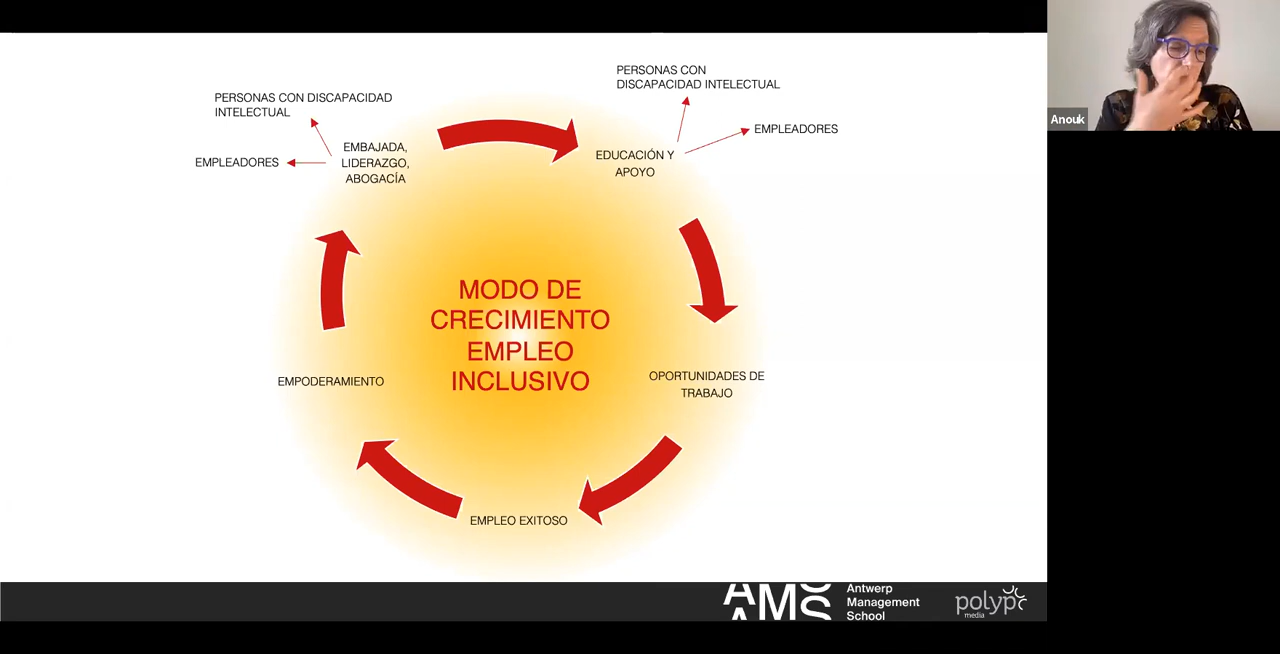 PERSONAS CON DISCAPACIDAD
INTELECTUAL
EMPLEADORES
EMBAJADA,
LIDERAZGO,
ABOGACÍA
PERSONAS CON
DISCAPACIDAD INTELECTUAL
EMPLEADORES
EDUCACIÓN Y
APOYO
MODO DE
CRECIMIENTO
EMPLEO
INCLUSIVO
OPORTUNIDADES DE
TRABAJO
EMPLEO EXITOSO
EMPODERAMIENTO
Anouk
AMS
Antwerp
Management
School
polyp
media